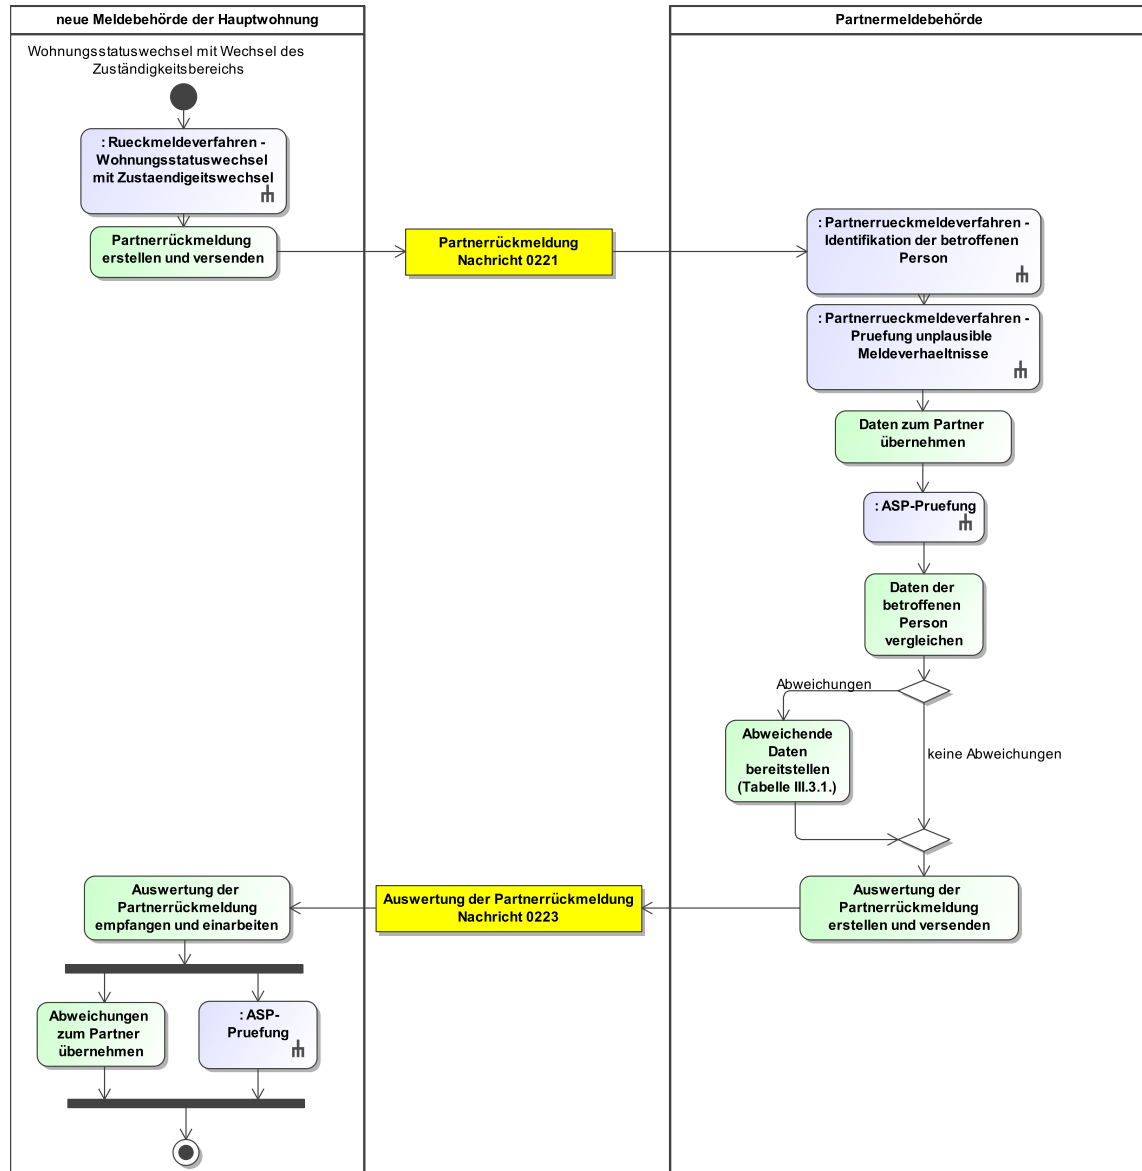 neue Meldebehörde der Hauptwohnung
Partnermeldebehörde
Wohnungsstatuswechsel mit Wechsel des
Zuständigkeitsbereichs
: Rueckmeldeverfahren -
Wohnungsstatuswechsel
mit Zustaendigeitswechsel
Partnerrückmeldung
erstellen und versenden
Partnerrückmeldung
Nachricht 0221
: Partnerrueckmeldeverfahren -
Identifikation der betroffenen
Person
: Partnerrueckmeldeverfahren -
Pruefung unplausible
Meldeverhaeltnisse
Daten zum Partner
übernehmen
: ASP-Pruefung
Daten der
betroffenen
Person
vergleichen
Abweichungen
keine Abweichungen
Abweichende
Daten
bereitstellen
(Tabelle III.3.1.)
Auswertung der
Partnerrückmeldung
erstellen und versenden
Auswertung der Partnerrückmeldung
Nachricht 0223
Auswertung der
Partnerrückmeldung
empfangen und einarbeiten
Abweichungen
zum Partner
übernehmen
: ASP-
Pruefung